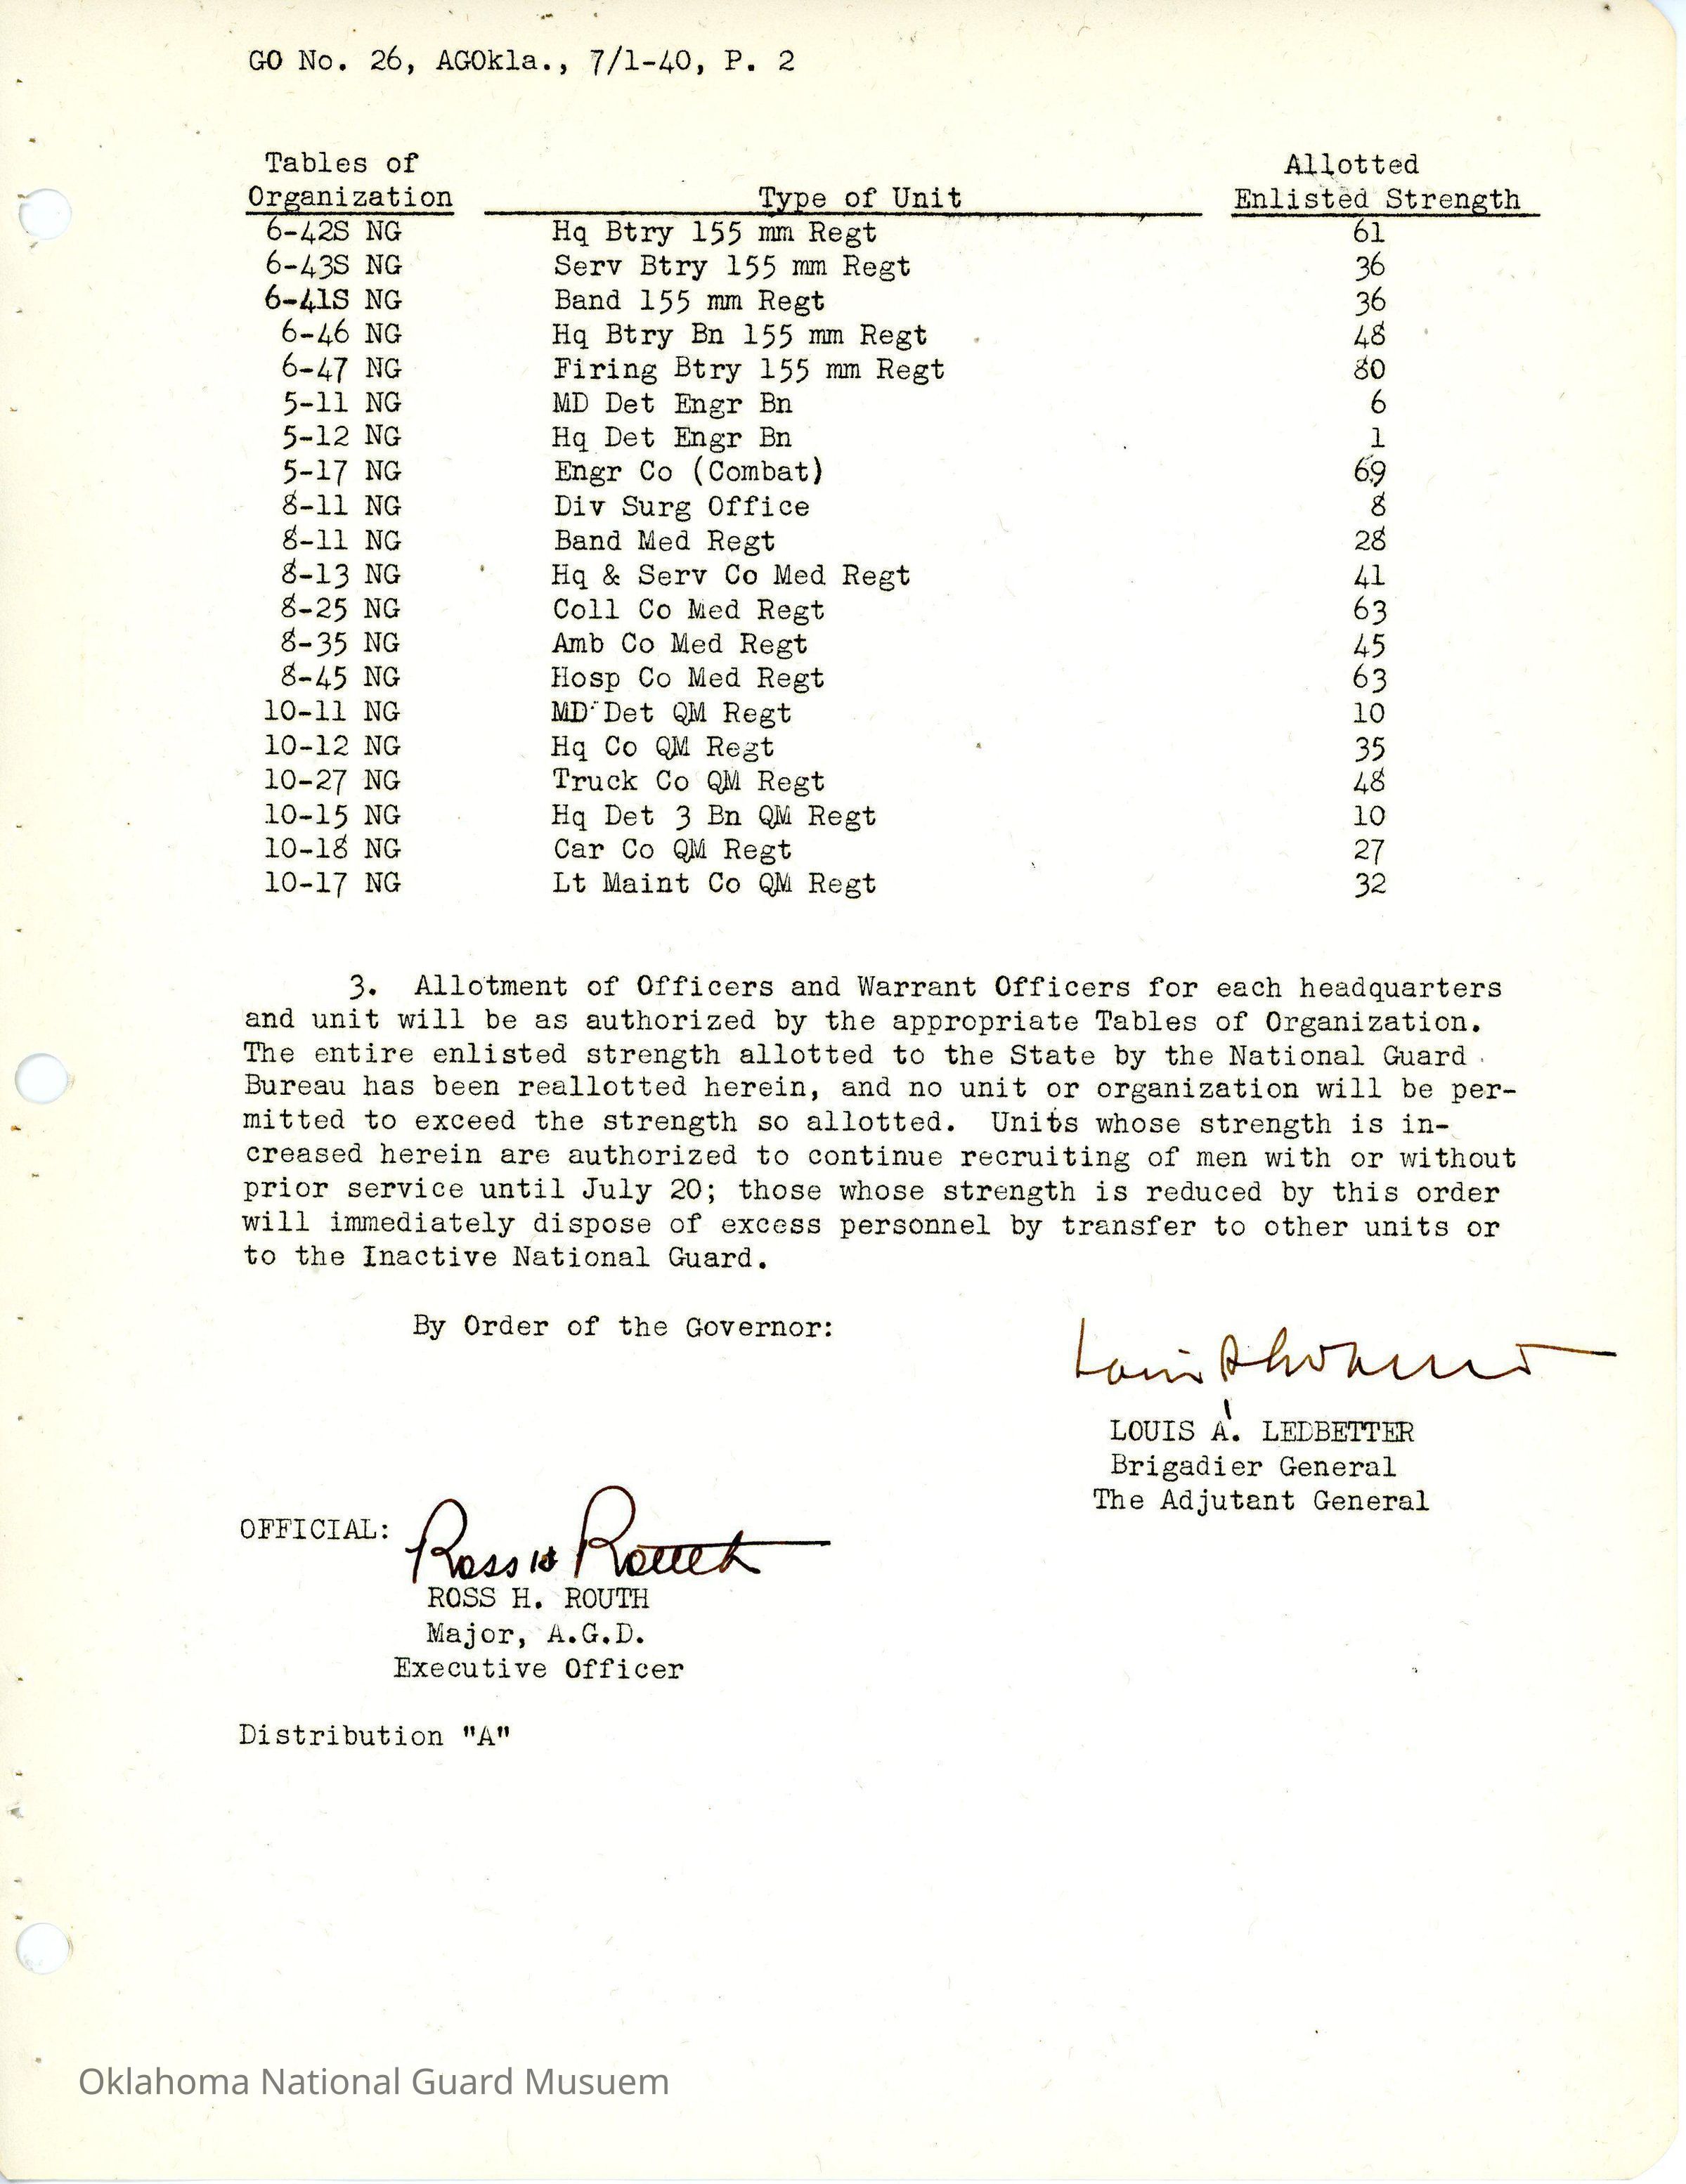 GO No. 26, AGOkla., 7/1-40, P. 2
Tables of Organization Type of Unit Allotted Enlisted Strength
6-42S NG Hq Btry 155 mm Regt 61
6-43S NG Serv Btry 155 mm Regt 36
6-41S NG Band 155 mm Regt 36
6-46 NG Hq Btry Bn 155 mm Regt 48
6-47 NG Firing Btry 155 mm Regt 80
5-11 NG MD Det Engr Bn 6
5-12 NG Hq Det Engr Bn 1
5-17 NG Engr Co (Combat) 69
8-11 NG Div Surg Office 8
8-11 NG Band Med Regt 28
8-13 NG Hq & Serv Co Med Regt 41
8-25 NG Coll Co Med Regt 63
8-35 NG Amb Co Med Regt 45
8-45 NG Hosp Co Med Regt 63
10-11 NG MD Det QM Regt 10
10-12 NG Hq Co QM Regt 35
10-27 NG Truck Co QM Regt 48
10-15 NG Hq Det 3 Bn QM Regt 10
10-18 NG Car Co QM Regt 27
10-17 NG Lt Maint Co QM Regt 32
3. Allotment of Officers and Warrant Officers for each headquarters
and unit will be as authorized by the appropriate Tables of Organization.
The entire enlisted strength allotted to the State by the National Guard
Bureau has been reallotted herein, and no unit or organization will be per-
mitted to exceed the strength so allotted. Units whose strength is in-
creased herein are authorized to continue recruiting of men with or without
prior service until July 20; those whose strength is reduced by this order
will immediately dispose of excess personnel by transfer to other units or
to the Inactive National Guard.
By Order of the Governor:
LOUIS A. LEDBETTER
Brigadier General
The Adjutant General
OFFICIAL:
Ross H Routh
ROSS H. ROUTH
Major, A.G.D.
Executive Officer
Distribution "A"
Oklahoma National Guard Musuem